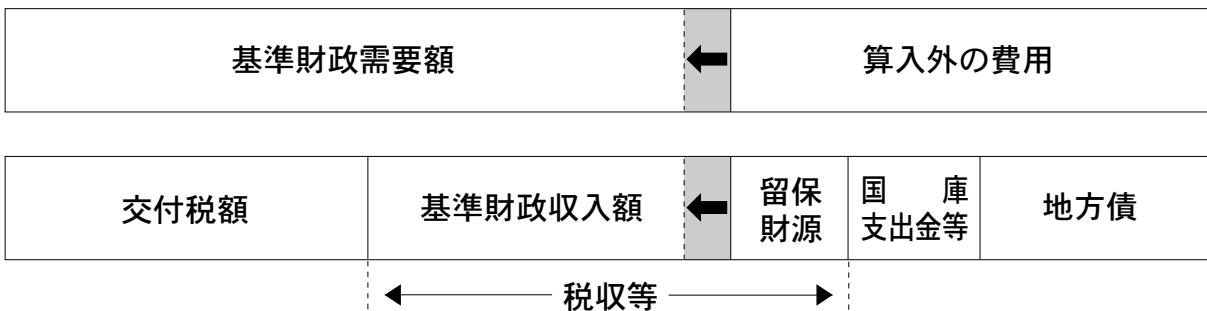 基準財政需要額
算入外の費用
交付税額
基準財政収入額
留保
財源
国 庫
支出金等
地方債
税収等